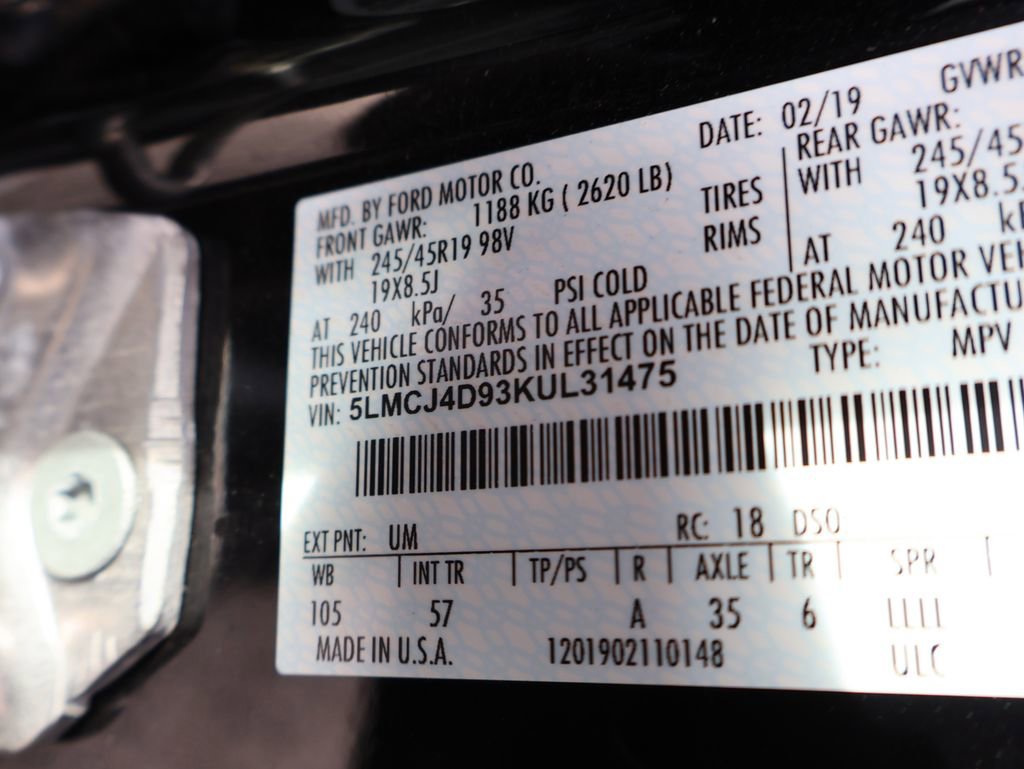 MFD. BY FORD MOTOR CO.
DATE: 02/19
GVWR
FRONT GAWR: 1188 KG ( 2620 LB)
REAR GAWR:
WITH 245/45R19 98V TIRES
WITH 245/45
19X8.5J RIMS
19X8.5
AT 240 kPa/ 35 PSI COLD
AT 240
THIS VEHICLE CONFORMS TO ALL APPLICABLE FEDERAL MOTOR VEH
PREVENTION STANDARDS IN EFFECT ON THE DATE OF MANUFACTU
VIN: 5LMCJ4D93KUL31475
TYPE: MPV
EXT PNT: UM RC: 18 DSO
WB INT TR TP/PS R AXLE TR SPR
105 57 A 35 6 LLLL
MADE IN U.S.A. 1201902110148 ULC